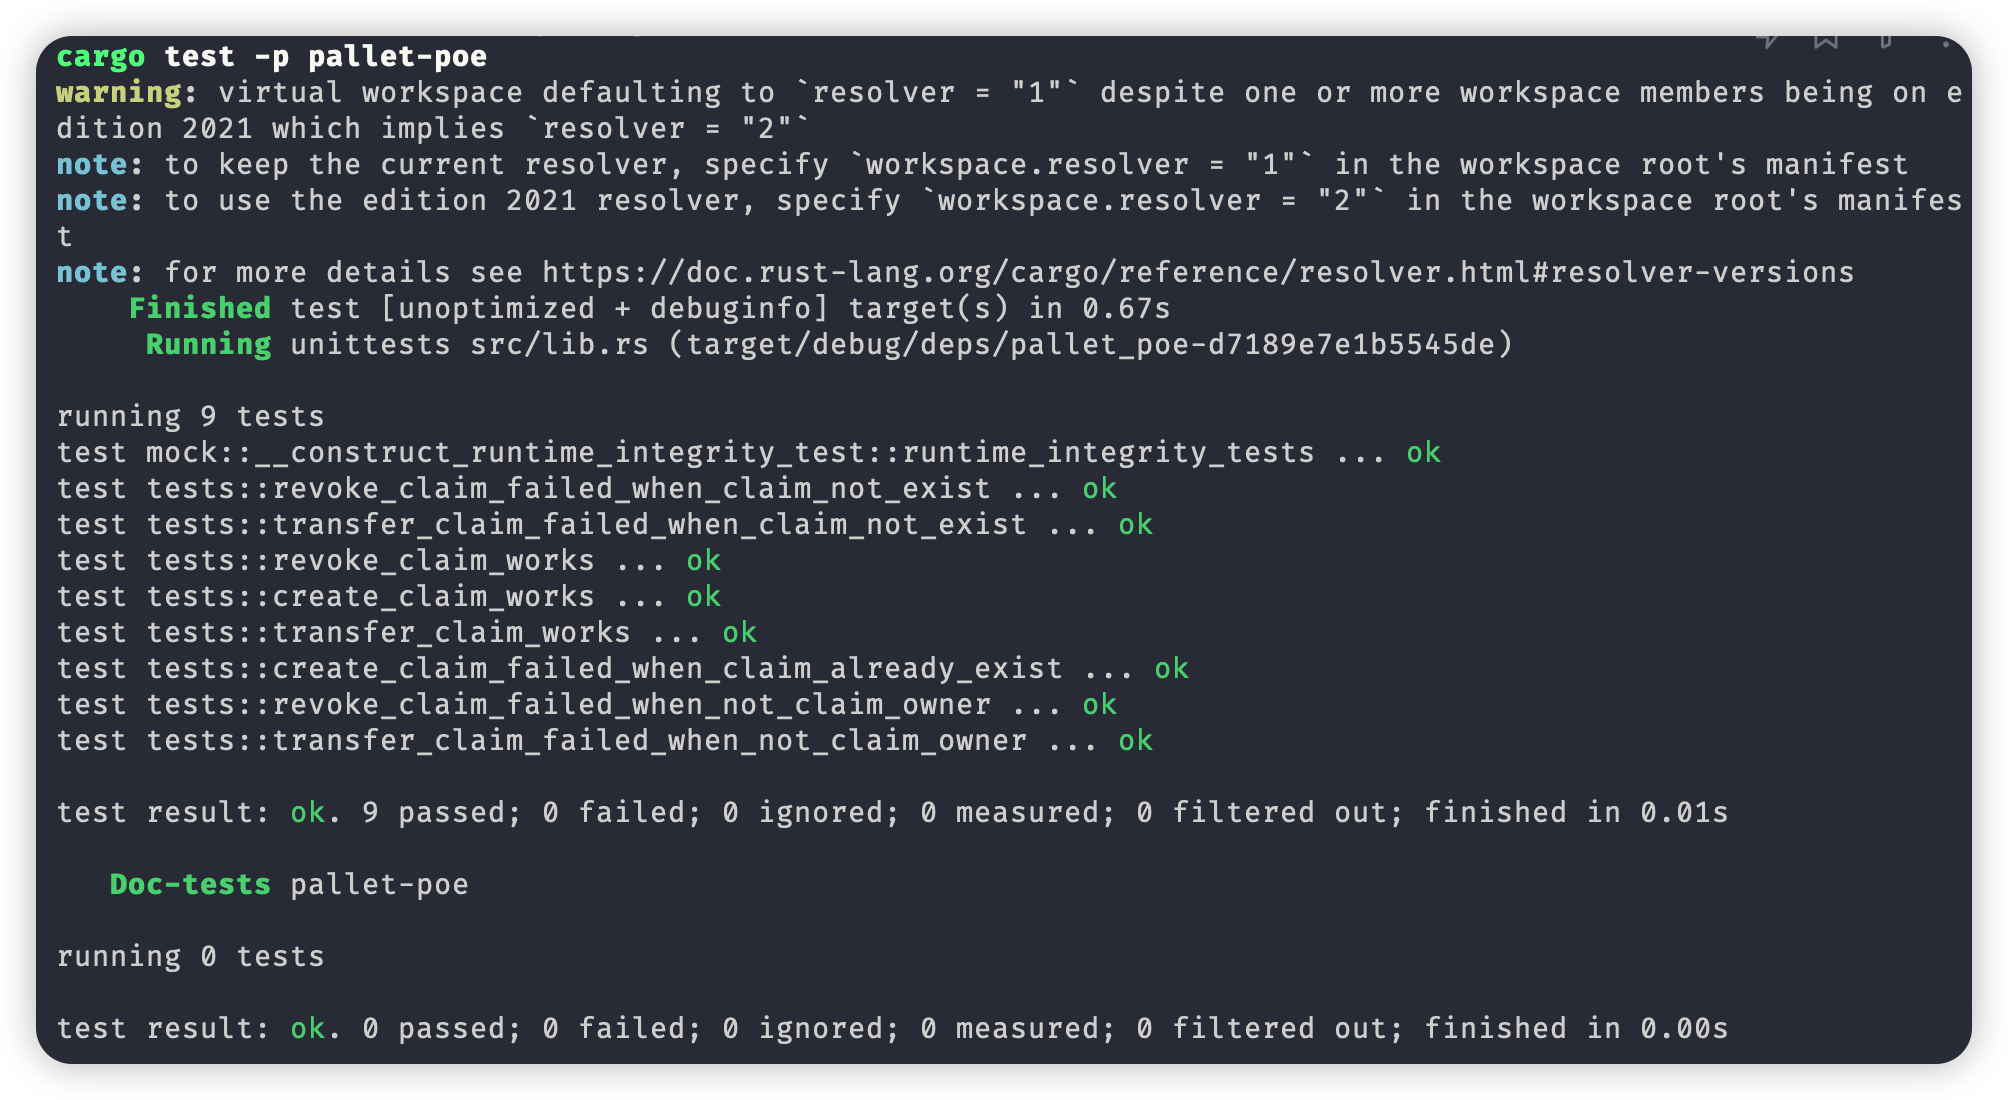 cargo test -p pallet-poe
warning: virtual workspace defaulting to `resolver = "1"` despite one or more workspace members being on e
dition 2021 which implies `resolver = "2"`
note: to keep the current resolver, specify `workspace.resolver = "1"` in the workspace root's manifest
note: to use the edition 2021 resolver, specify `workspace.resolver = "2"` in the workspace root's manifes
t
note: for more details see https://doc.rust-lang.org/cargo/reference/resolver.html#resolver-versions
    Finished test [unoptimized + debuginfo] target(s) in 0.67s
     Running unittests src/lib.rs (target/debug/deps/pallet_poe-d7189e7e1b5545de)

running 9 tests
test mock::__construct_runtime_integrity_test::runtime_integrity_tests ... ok
test tests::revoke_claim_failed_when_claim_not_exist ... ok
test tests::transfer_claim_failed_when_claim_not_exist ... ok
test tests::revoke_claim_works ... ok
test tests::create_claim_works ... ok
test tests::transfer_claim_works ... ok
test tests::create_claim_failed_when_claim_already_exist ... ok
test tests::revoke_claim_failed_when_not_claim_owner ... ok
test tests::transfer_claim_failed_when_not_claim_owner ... ok

test result: ok. 9 passed; 0 failed; 0 ignored; 0 measured; 0 filtered out; finished in 0.01s

   Doc-tests pallet-poe

running 0 tests

test result: ok. 0 passed; 0 failed; 0 ignored; 0 measured; 0 filtered out; finished in 0.00s